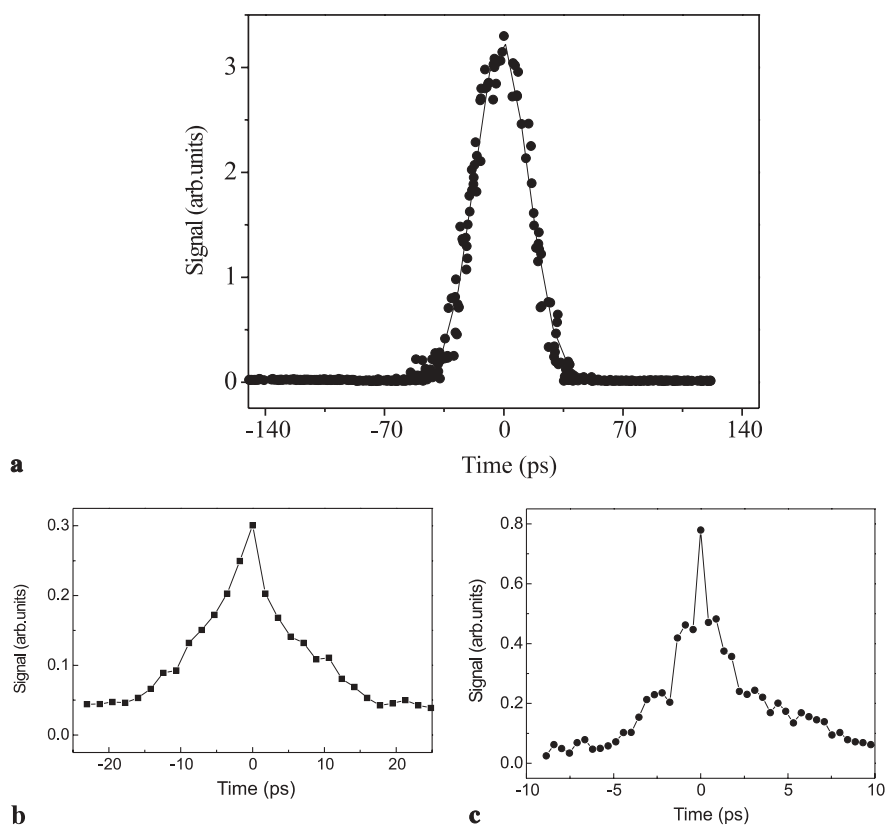 3
2
1
0
Signal (arb.units)
-140 -70 0 70 140
Time (ps)
a
0.3
0.2
0.1
0.0
Signal (arb.units)
-20 -10 0 10 20
Time (ps)
b
0.8
0.6
0.4
0.2
0.0
Signal (arb.units)
-10 -5 0 5 10
Time (ps)
c